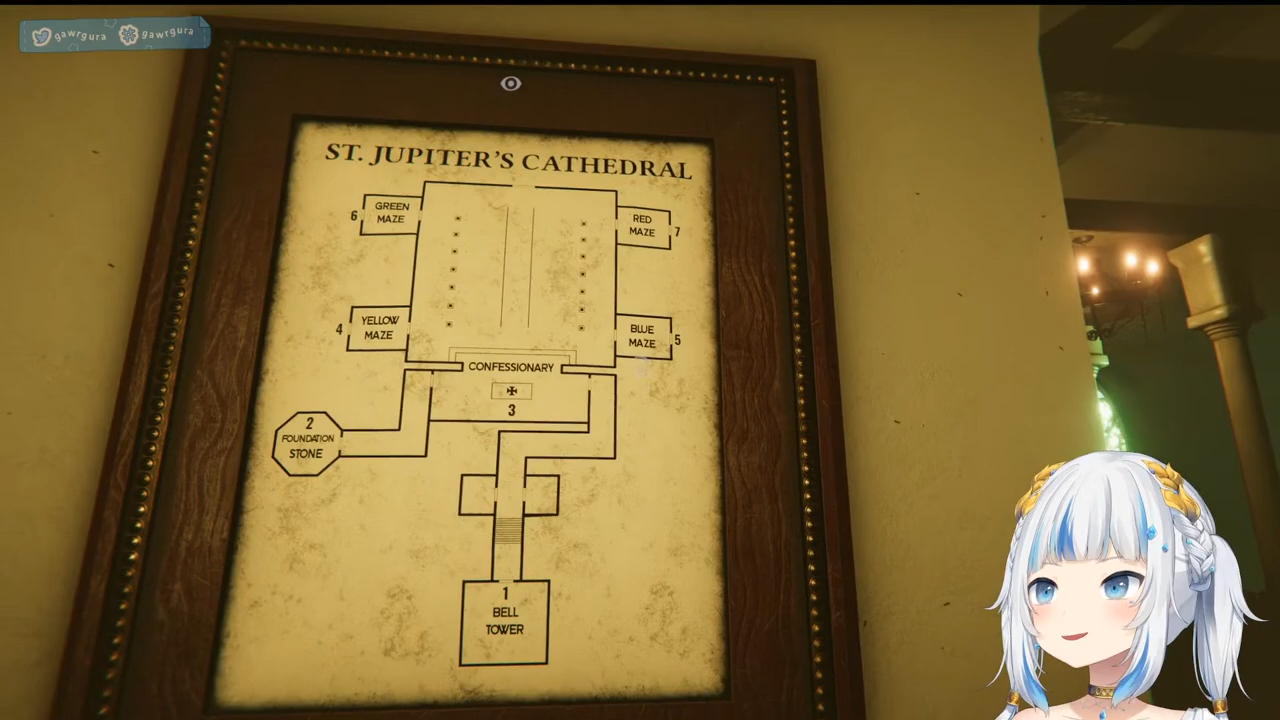 gawrgura gawrgura
ST. JUPITER'S CATHEDRAL
6 GREEN MAZE
RED MAZE 7
4 YELLOW MAZE
BLUE MAZE 5
CONFESSIONARY
3
2
FOUNDATION
STONE
1
BELL
TOWER